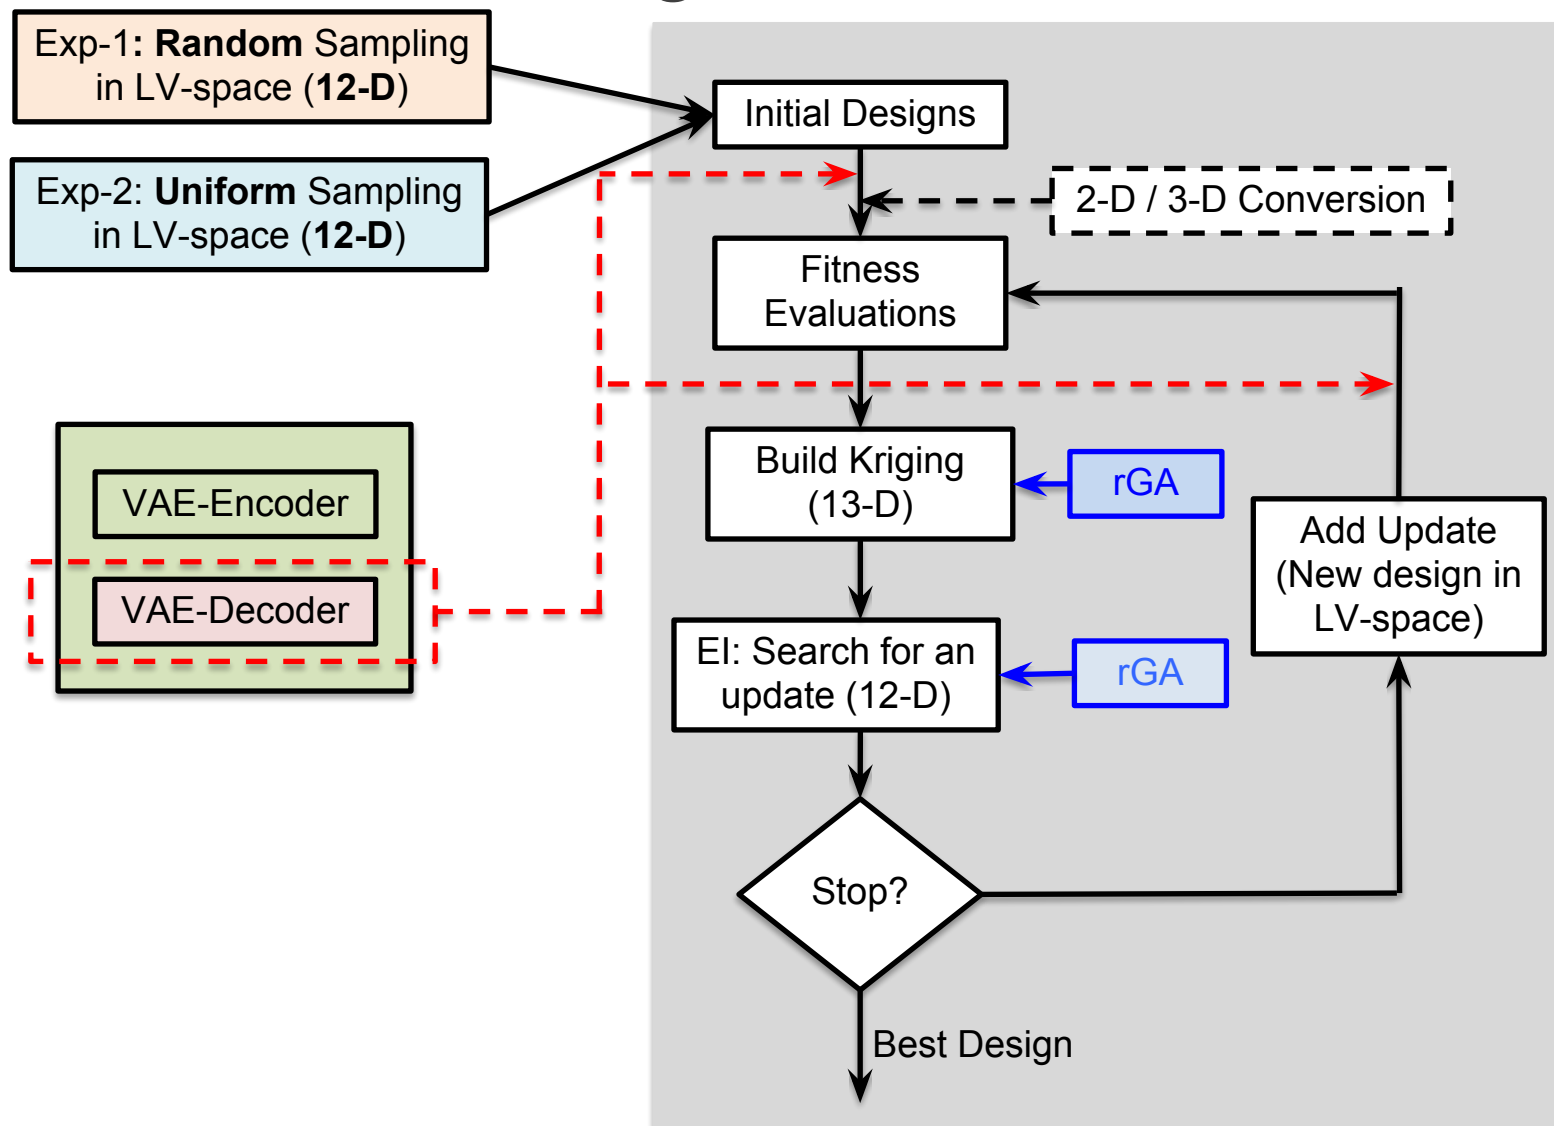 Exp-1: Random Sampling
in LV-space (12-D)
Exp-2: Uniform Sampling
in LV-space (12-D)
Initial Designs
2-D / 3-D Conversion
Fitness
Evaluations
VAE-Encoder
VAE-Decoder
Build Kriging
(13-D)
rGA
EI: Search for an
update (12-D)
rGA
Add Update
(New design in
LV-space)
Stop?
Best Design